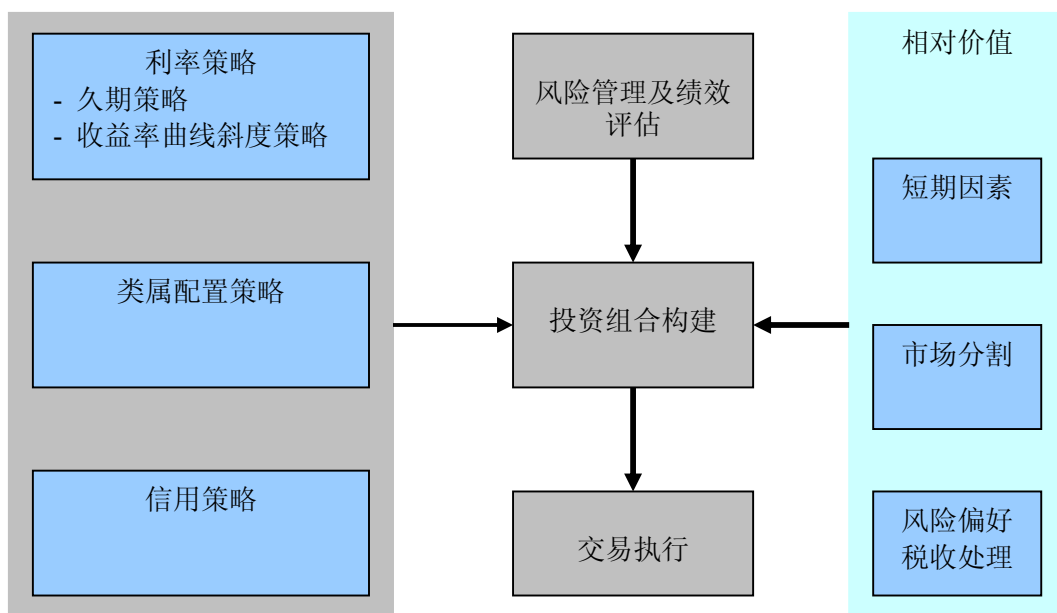 利率策略
- 久期策略
- 收益率曲线斜度策略
类属配置策略
信用策略
风险管理及绩效
评估
投资组合构建
交易执行
相对价值
短期因素
市场分割
风险偏好
税收处理